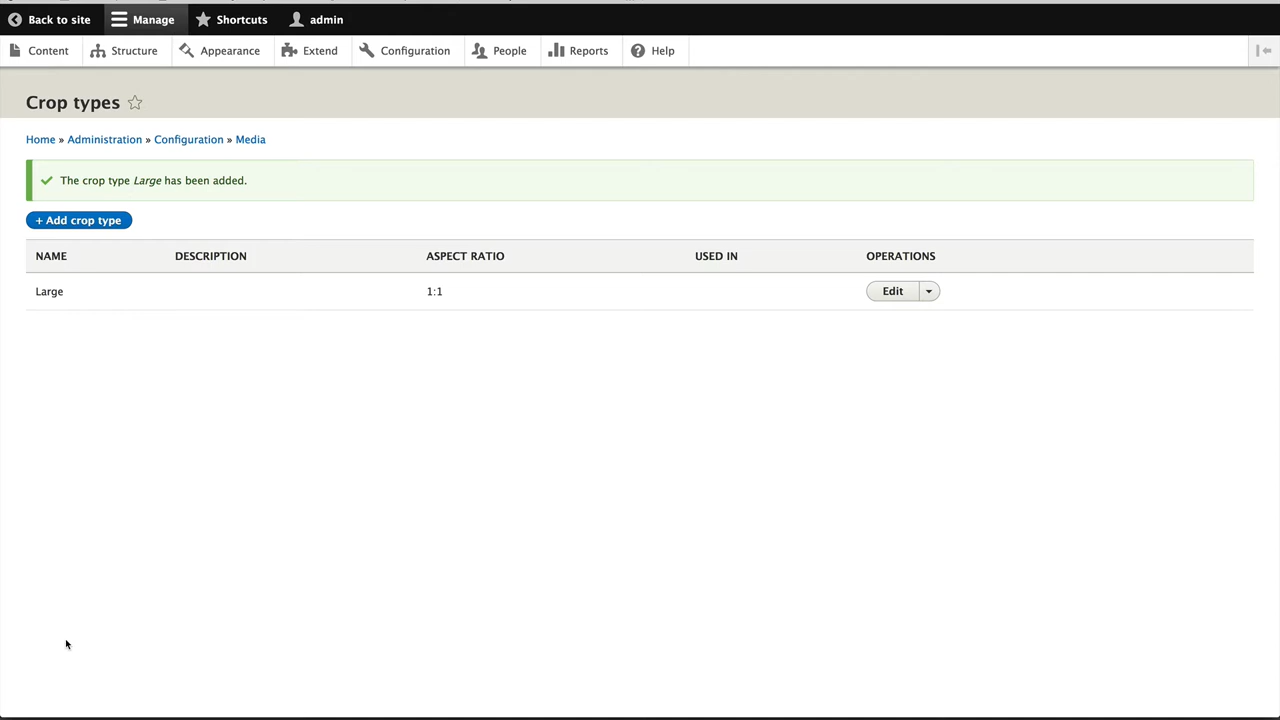 Back to site Manage Shortcuts admin
Content Structure Appearance Extend Configuration People Reports Help
Crop types
Home » Administration » Configuration » Media
The crop type Large has been added.
+ Add crop type
NAME DESCRIPTION ASPECT RATIO USED IN OPERATIONS
Large 1:1 Edit